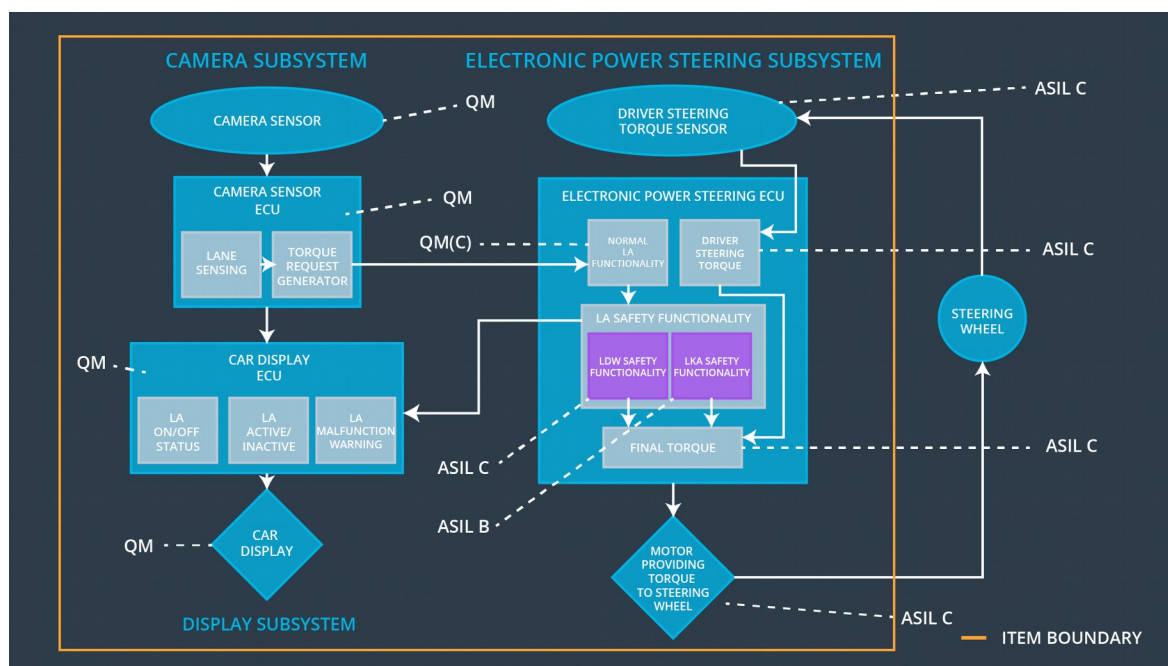 CAMERA SUBSYSTEM
ELECTRONIC POWER STEERING SUBSYSTEM
CAMERA SENSOR
QM
DRIVER STEERING
TORQUE SENSOR
ASIL C
CAMERA SENSOR
ECU
QM
LANE
SENSING
TORQUE
REQUEST
GENERATOR
ELECTRONIC POWER STEERING ECU
QM(C)
NORMAL
LA
FUNCTIONALITY
DRIVER
STEERING
TORQUE
ASIL C
STEERING
WHEEL
LA SAFETY FUNCTIONALITY
LDW SAFETY
FUNCTIONALITY
LKA SAFETY
FUNCTIONALITY
QM
CAR DISPLAY
ECU
LA
ON/OFF
STATUS
LA
ACTIVE/
INACTIVE
LA
MALFUNCTION
WARNING
FINAL TORQUE
ASIL C
ASIL C
ASIL B
QM
CAR
DISPLAY
MOTOR
PROVIDING
TORQUE
TO STEERING
WHEEL
ASIL C
DISPLAY SUBSYSTEM
ITEM BOUNDARY